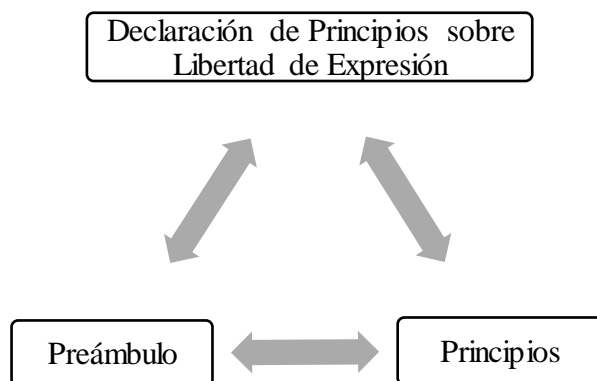 Declaración de Principios sobre
Libertad de Expresión
Preámbulo
Principios